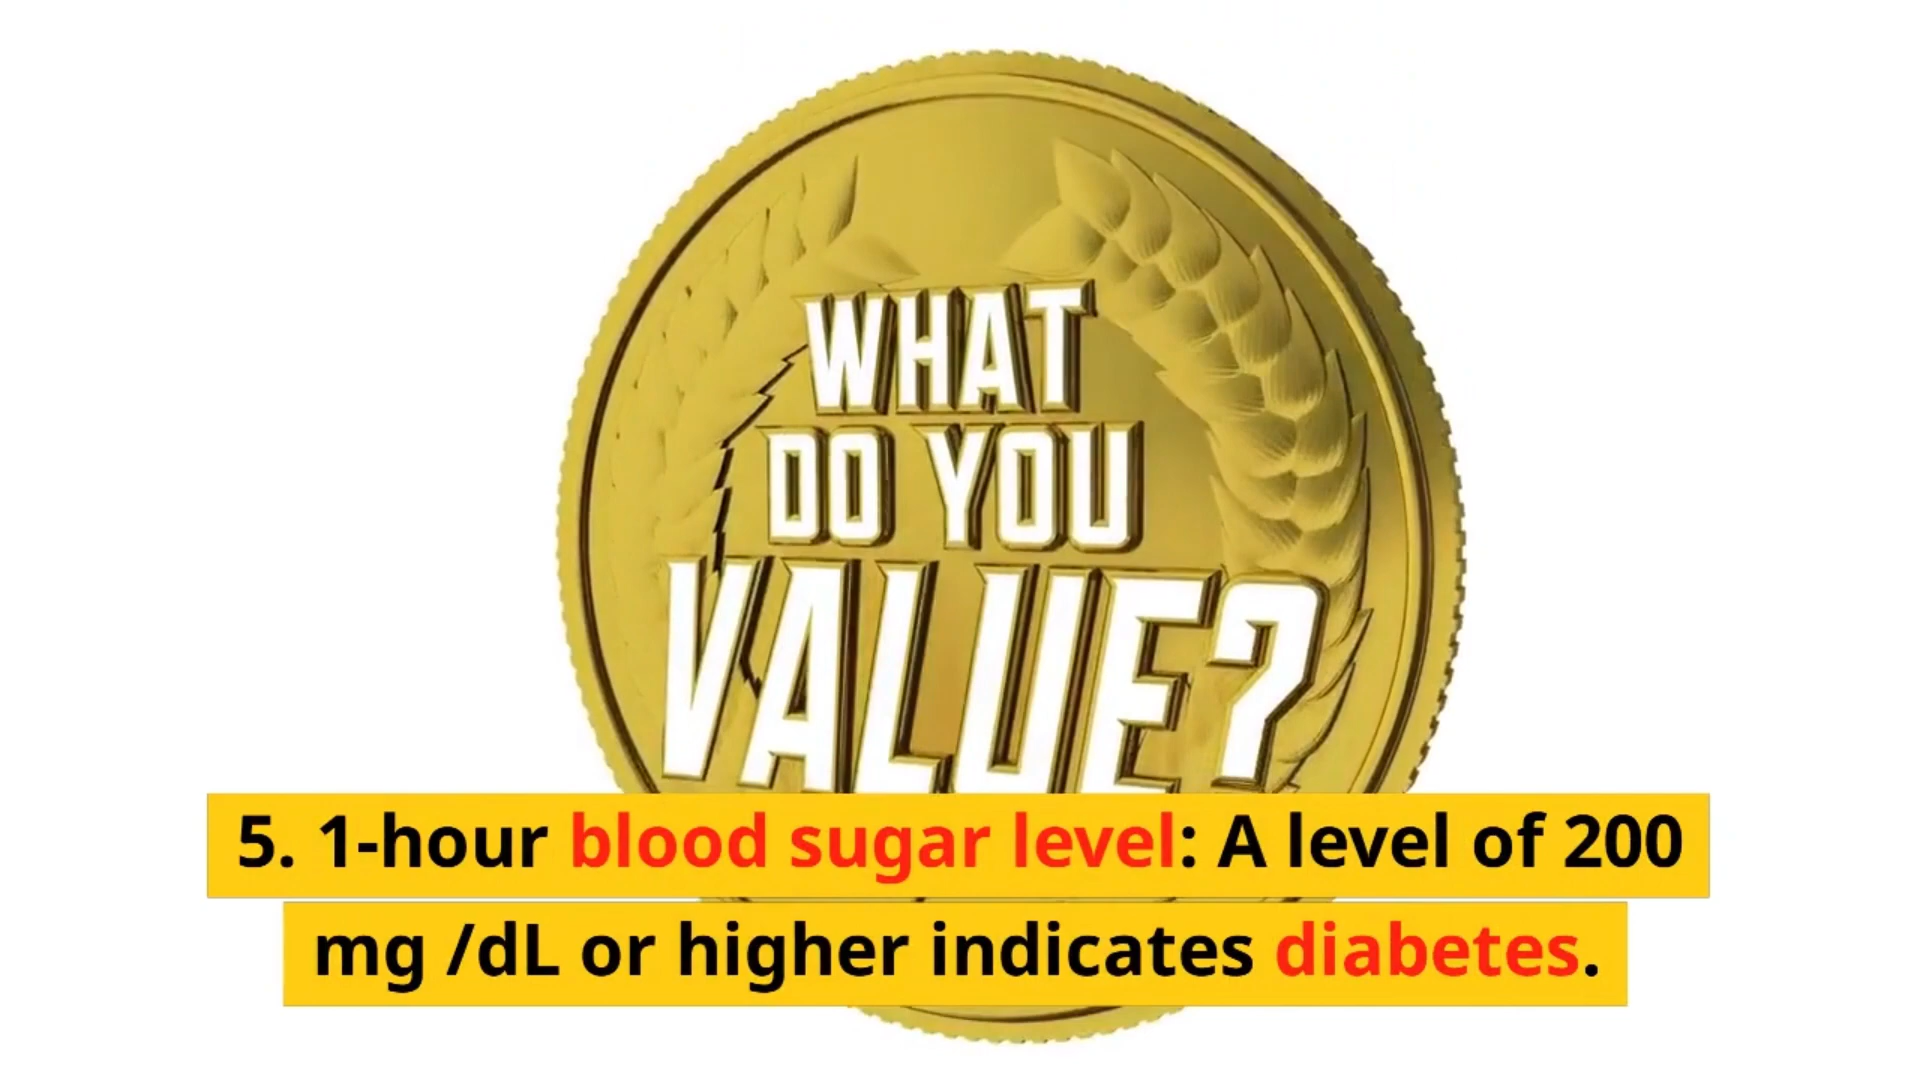 WHAT
DO YOU
VALUE?
5. 1-hour blood sugar level: A level of 200
mg /dL or higher indicates diabetes.